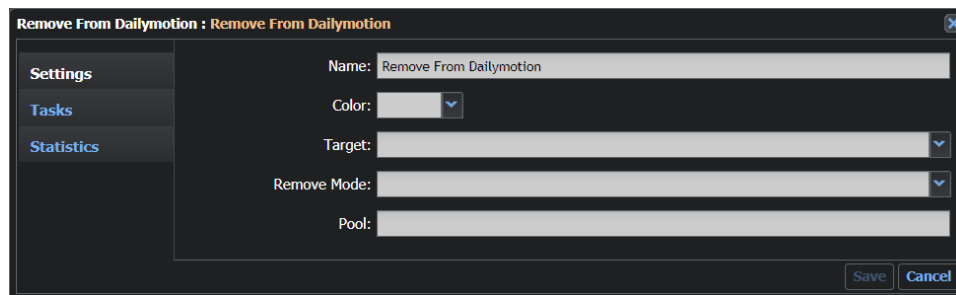 Remove From Dailymotion : Remove From Dailymotion
Settings
Tasks
Statistics
Name: Remove From Dailymotion
Color:
Target:
Remove Mode:
Pool:
Save Cancel